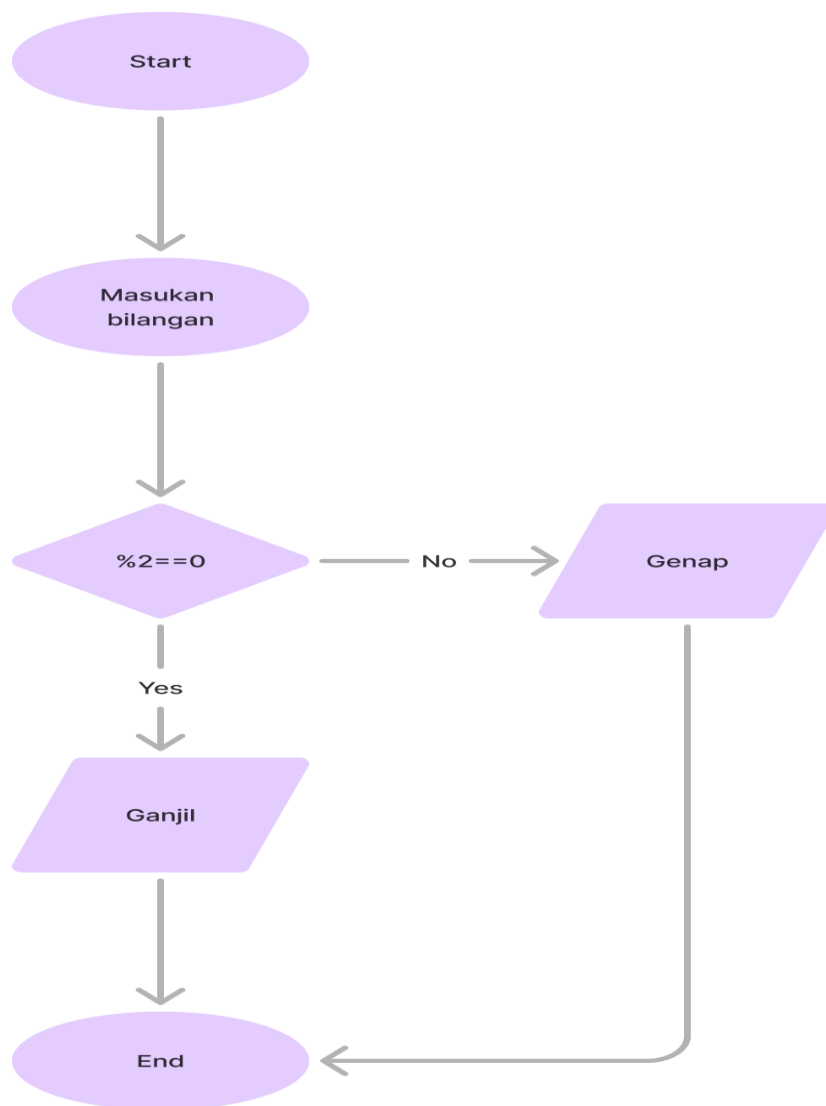 Start
Masukan
bilangan
%2==0
No
Genap
Yes
Ganjil
End